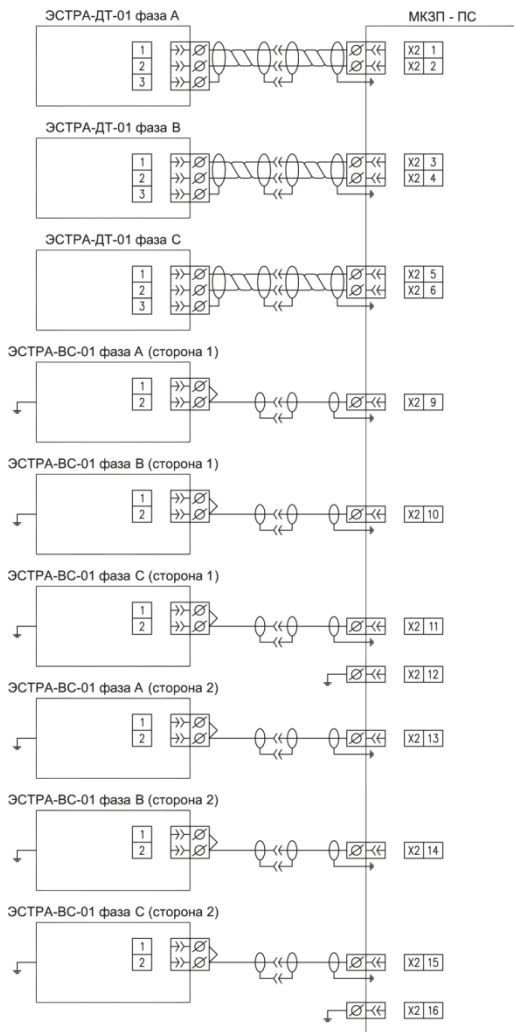 ЭСТРА-ДТ-01 фаза А
МКЗП - ПС
1
X2 1
2
X2 2
3
ЭСТРА-ДТ-01 фаза В
1
X2 3
2
X2 4
3
ЭСТРА-ДТ-01 фаза С
1
X2 5
2
X2 6
3
ЭСТРА-ВС-01 фаза А (сторона 1)
1
2
X2 9
ЭСТРА-ВС-01 фаза В (сторона 1)
1
2
X2 10
ЭСТРА-ВС-01 фаза С (сторона 1)
1
2
X2 11
X2 12
ЭСТРА-ВС-01 фаза А (сторона 2)
1
2
X2 13
ЭСТРА-ВС-01 фаза В (сторона 2)
1
2
X2 14
ЭСТРА-ВС-01 фаза С (сторона 2)
1
2
X2 15
X2 16